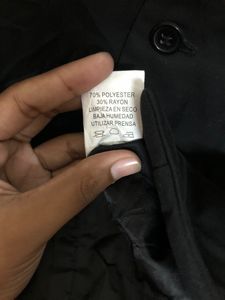 70% POLYESTER
30% RAYON
LIMPIEZA EN SECO
BAJA HUMEDAD
UTILIZAR PRENSA